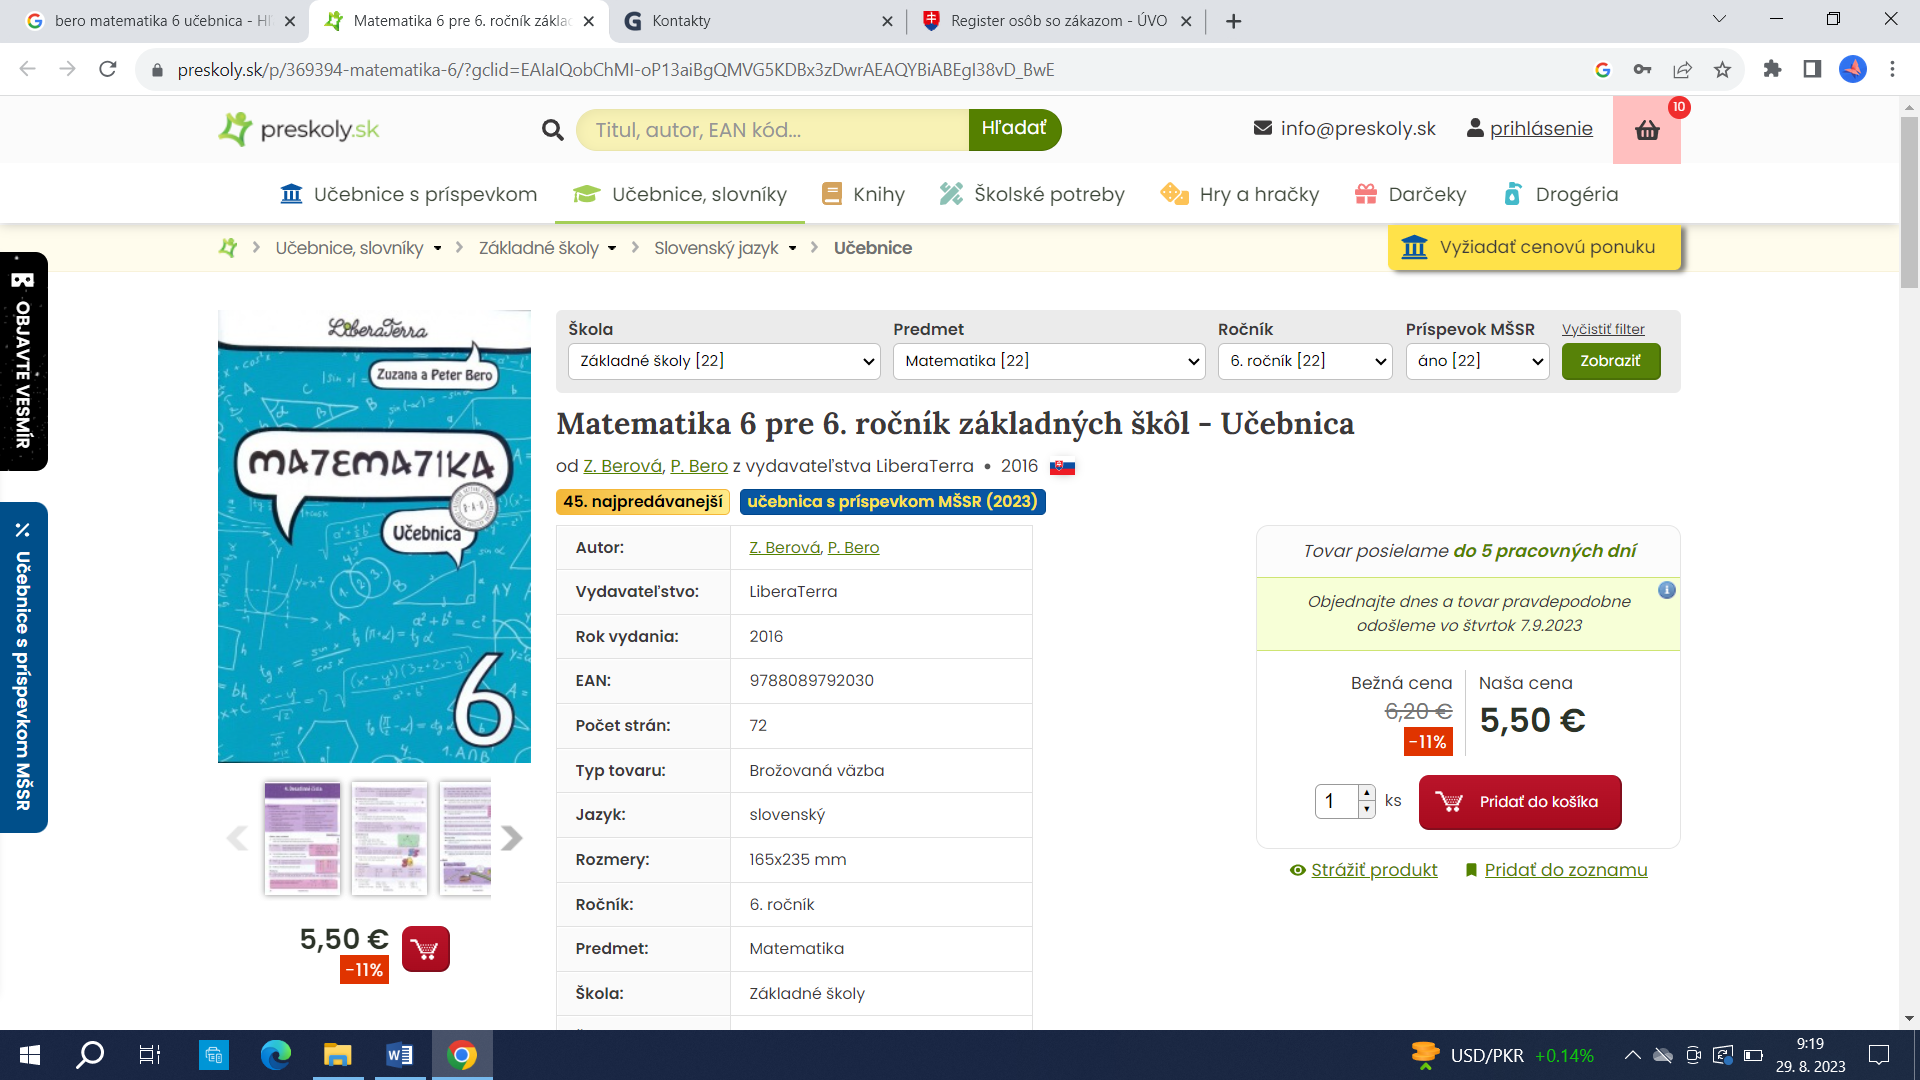 bero matematika 6 učebnica - Hľ
Matematika 6 pre 6. ročník základ
Kontakty
Register osôb so zákazom - ÚVO
preskoly.sk/p/369394-matematika-6/?gclid=EAIaIQobChMI-oP13aiBgQMVG5KDBx3zDwrAEAQYBiABEgI38vD_BwE
preskoly.sk
Titul, autor, EAN kód...
Hľadať
info@preskoly.sk
prihlásenie
10
Učebnice s príspevkom
Učebnice, slovníky
Knihy
Školské potreby
Hry a hračky
Darčeky
Drogéria
Učebnice, slovníky
Základné školy
Slovenský jazyk
Učebnice
Vyžiadať cenovú ponuku
OBJAVTE VESMÍR
Učebnice s príspevkom MŠSR
LiberaTerra
Zuzana a Peter Bero
MATEMATIKA
Učebnica
6
Škola
Predmet
Ročník
Príspevok MŠSR
Vyčistiť filter
Základné školy [22]
Matematika [22]
6. ročník [22]
áno [22]
Zobraziť
Matematika 6 pre 6. ročník základných škôl - Učebnica
od Z. Berová, P. Bero z vydavateľstva LiberaTerra • 2016
45. najpredávanejší
učebnica s príspevkom MŠSR (2023)
Autor: Z. Berová, P. Bero
Vydavateľstvo: LiberaTerra
Rok vydania: 2016
EAN: 9788089792030
Počet strán: 72
Typ tovaru: Brožovaná väzba
Jazyk: slovenský
Rozmery: 165x235 mm
Ročník: 6. ročník
Predmet: Matematika
Škola: Základné školy
Tovar posielame do 5 pracovných dní
Objednajte dnes a tovar pravdepodobne
odošleme vo štvrtok 7.9.2023
Bežná cena
6,20 €
-11%
Naša cena
5,50 €
1
ks
Pridať do košíka
Strážiť produkt
Pridať do zoznamu
5,50 €
-11%
USD/PKR +0.14%
9:19
29. 8. 2023